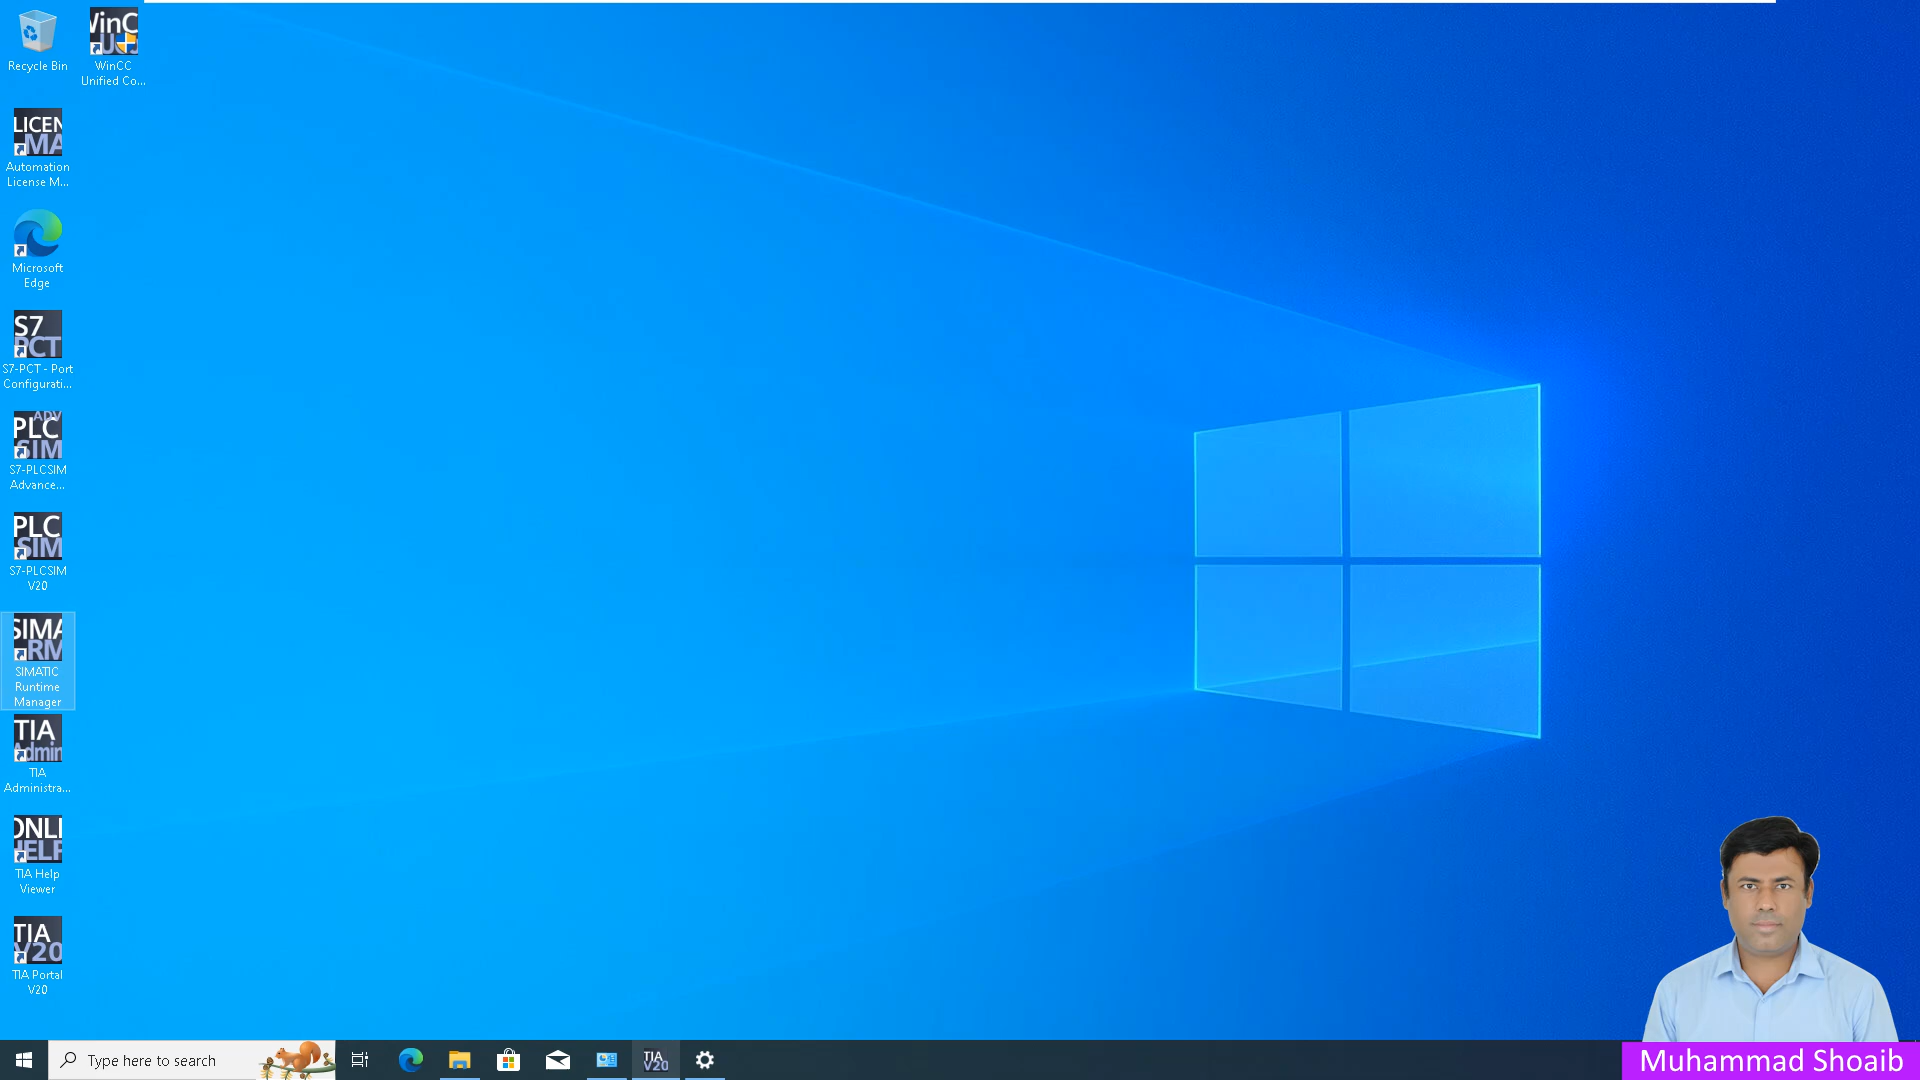 Recycle Bin
WinC
WinCC
Unified Co...
LICEN
MA
Automation
License M...
Microsoft
Edge
S7
PCT
S7-PCT - Port
Configurati...
ADV
PLC
SIM
S7-PLCSIM
Advance...
PLC
SIM
S7-PLCSIM
V20
SIMA
RM
SIMATIC
Runtime
Manager
TIA
Admin
TIA
Administra...
ONLI
HELP
TIA Help
Viewer
TIA
V20
TIA Portal
V20
Type here to search
TIA
V20
Muhammad Shoaib